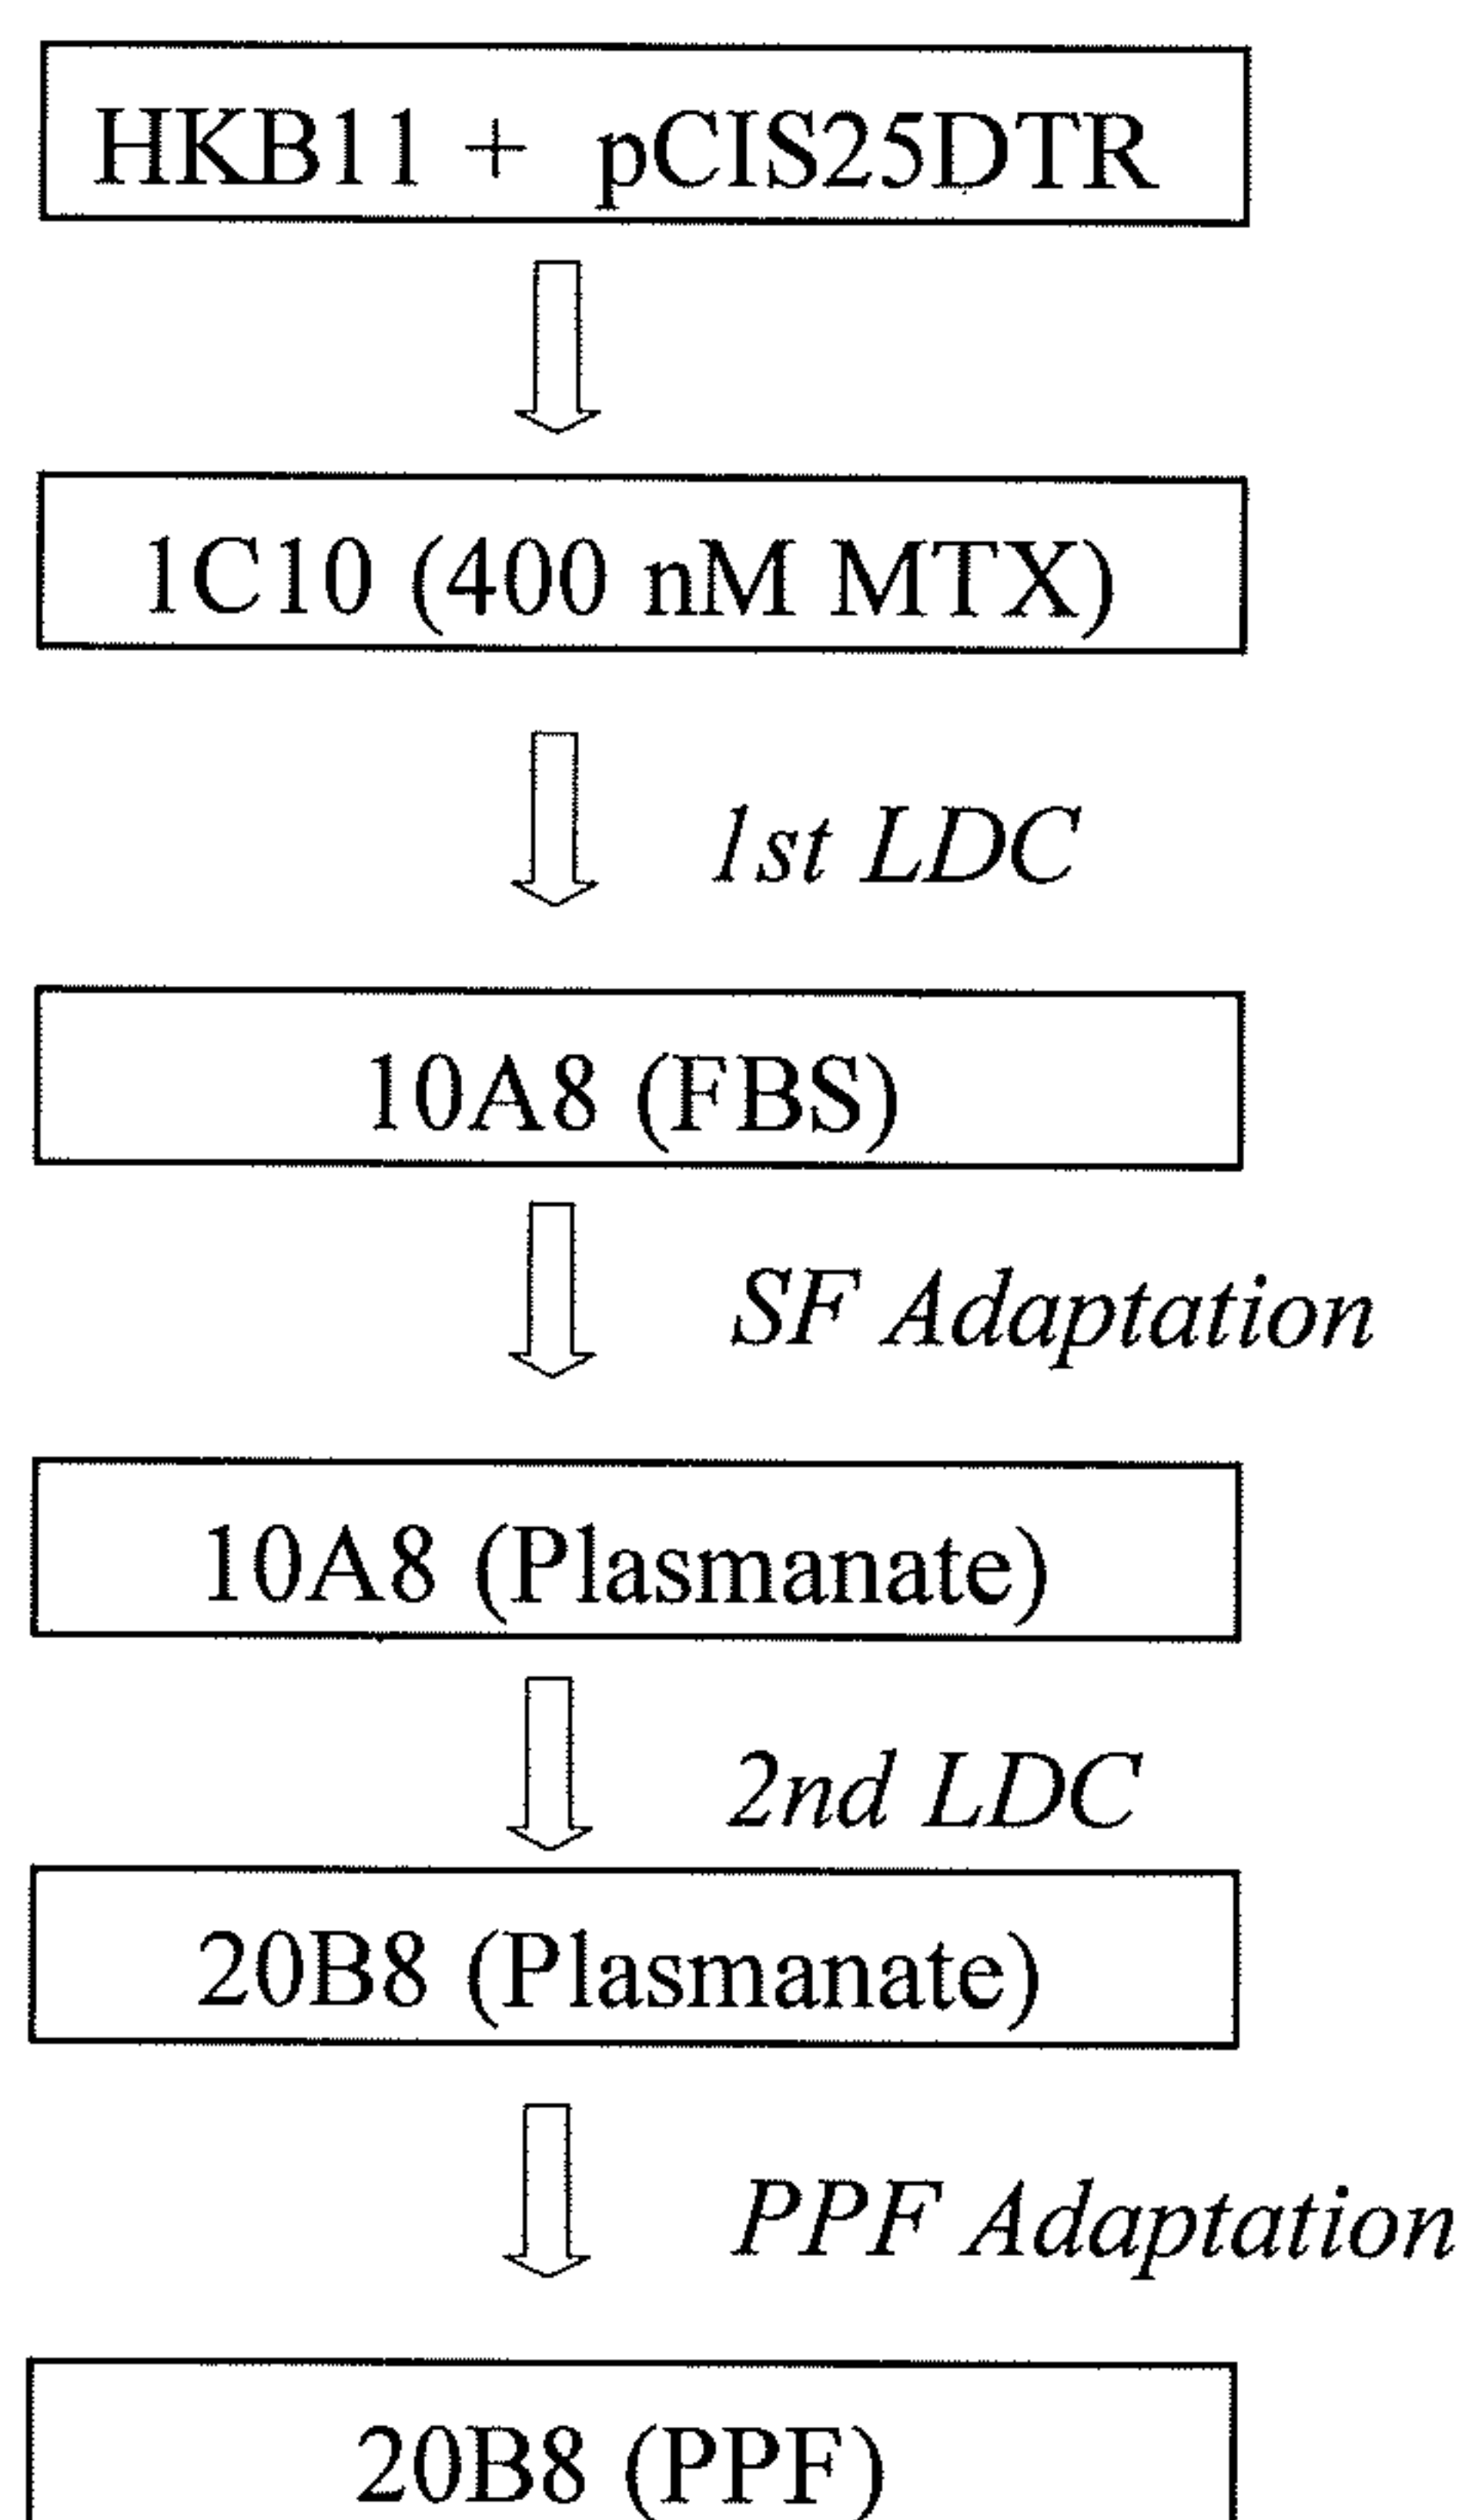 HKB11 + pCIS25DTR
1C10 (400 nM MTX)
1st LDC
10A8 (FBS)
SF Adaptation
10A8 (Plasmanate)
2nd LDC
20B8 (Plasmanate)
PPF Adaptation
20B8 (PPF)